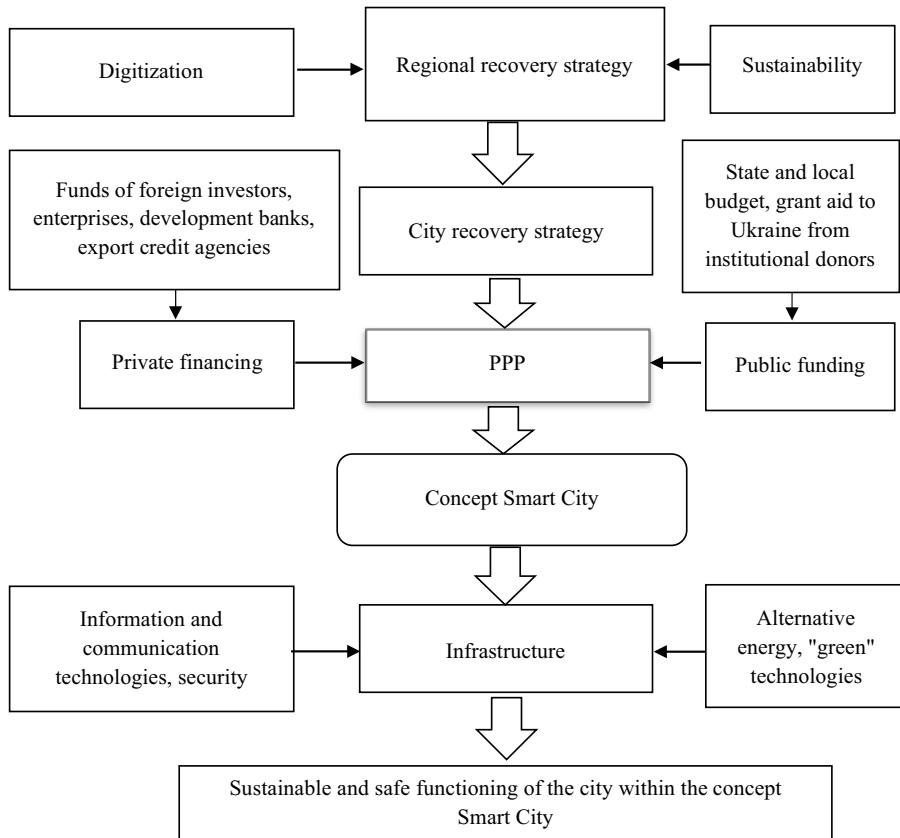 Digitization
Regional recovery strategy
Sustainability
Funds of foreign investors,
enterprises, development banks,
export credit agencies
City recovery strategy
State and local
budget, grant aid to
Ukraine from
institutional donors
Private financing
PPP
Public funding
Concept Smart City
Information and
communication
technologies, security
Infrastructure
Alternative
energy, "green"
technologies
Sustainable and safe functioning of the city within the concept
Smart City